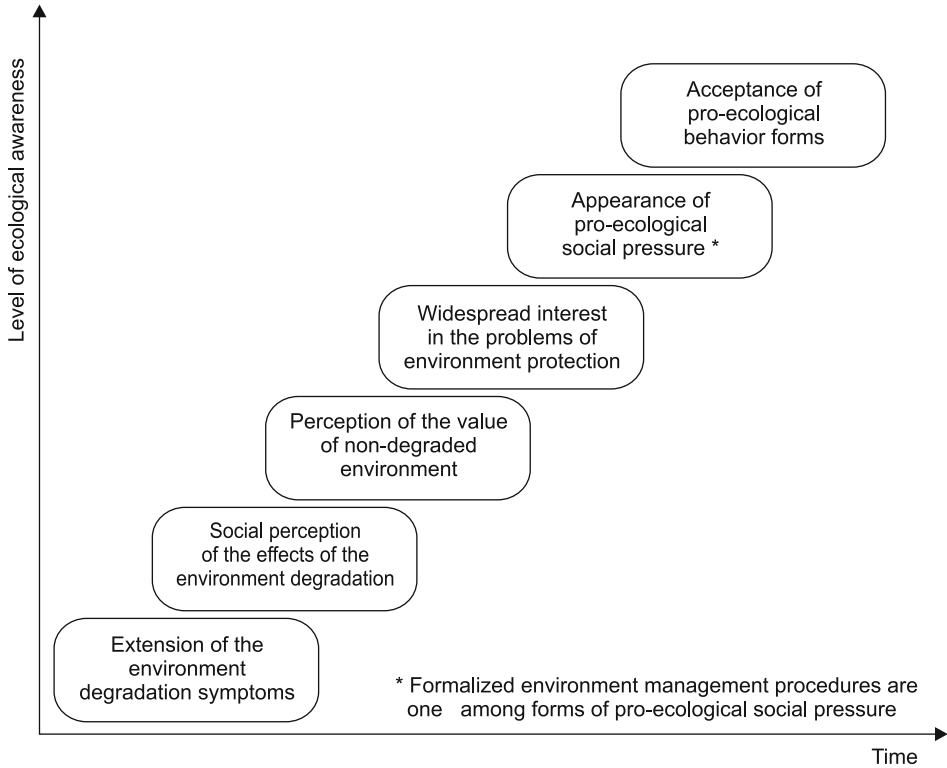 Level of ecological awareness
Acceptance of
pro-ecological
behavior forms
Appearance of
pro-ecological
social pressure *
Widespread interest
in the problems of
environment protection
Perception of the value
of non-degraded
environment
Social perception
of the effects of the
environment degradation
Extension of the
environment
degradation symptoms
* Formalized environment management procedures are
one among forms of pro-ecological social pressure
Time